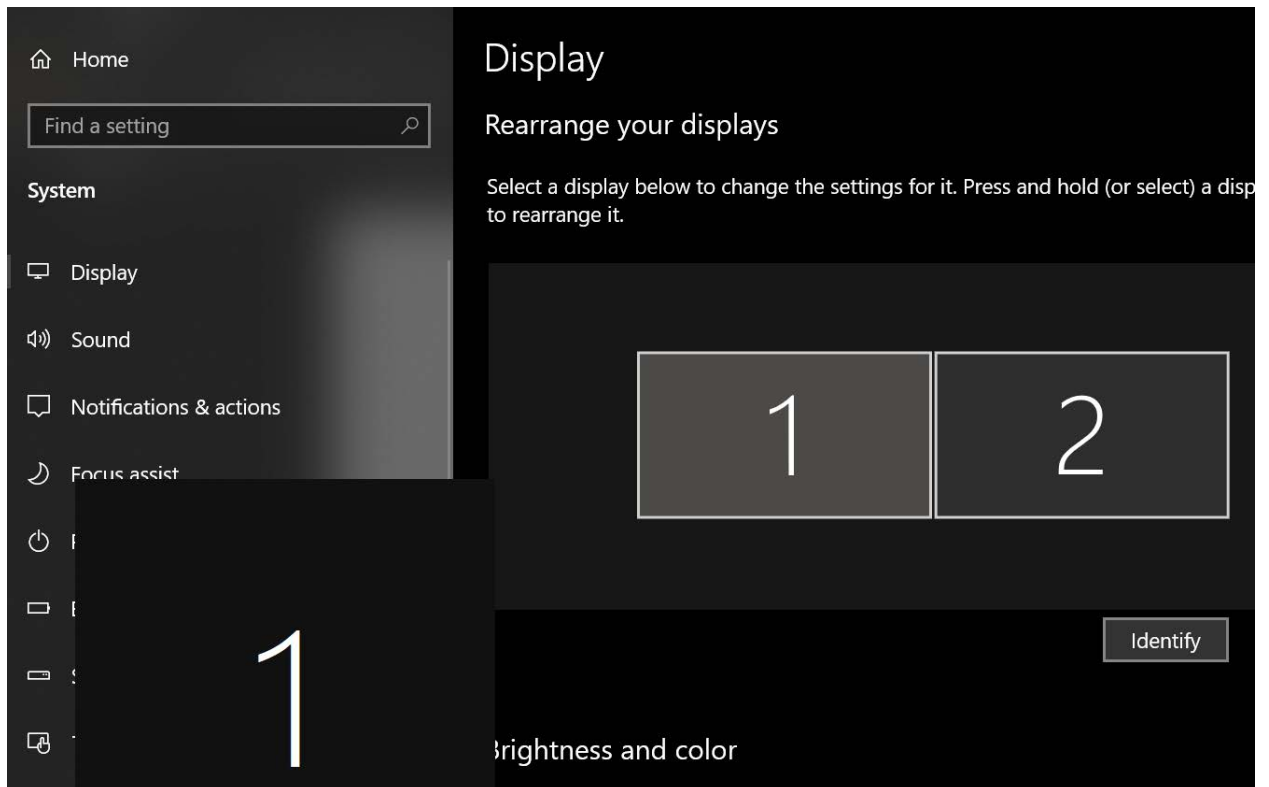 Home
Find a setting
System
Display
Sound
Notifications & actions
Focus assist
1
Display
Rearrange your displays
Select a display below to change the settings for it. Press and hold (or select) a disp
to rearrange it.
1
2
Identify
Brightness and color